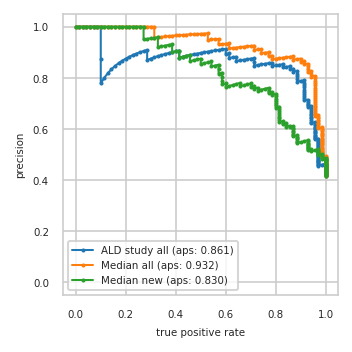 1.0
0.8
0.6
0.4
0.2
0.0
precision
ALD study all (aps: 0.861)
Median all (aps: 0.932)
Median new (aps: 0.830)
0.0 0.2 0.4 0.6 0.8 1.0
true positive rate